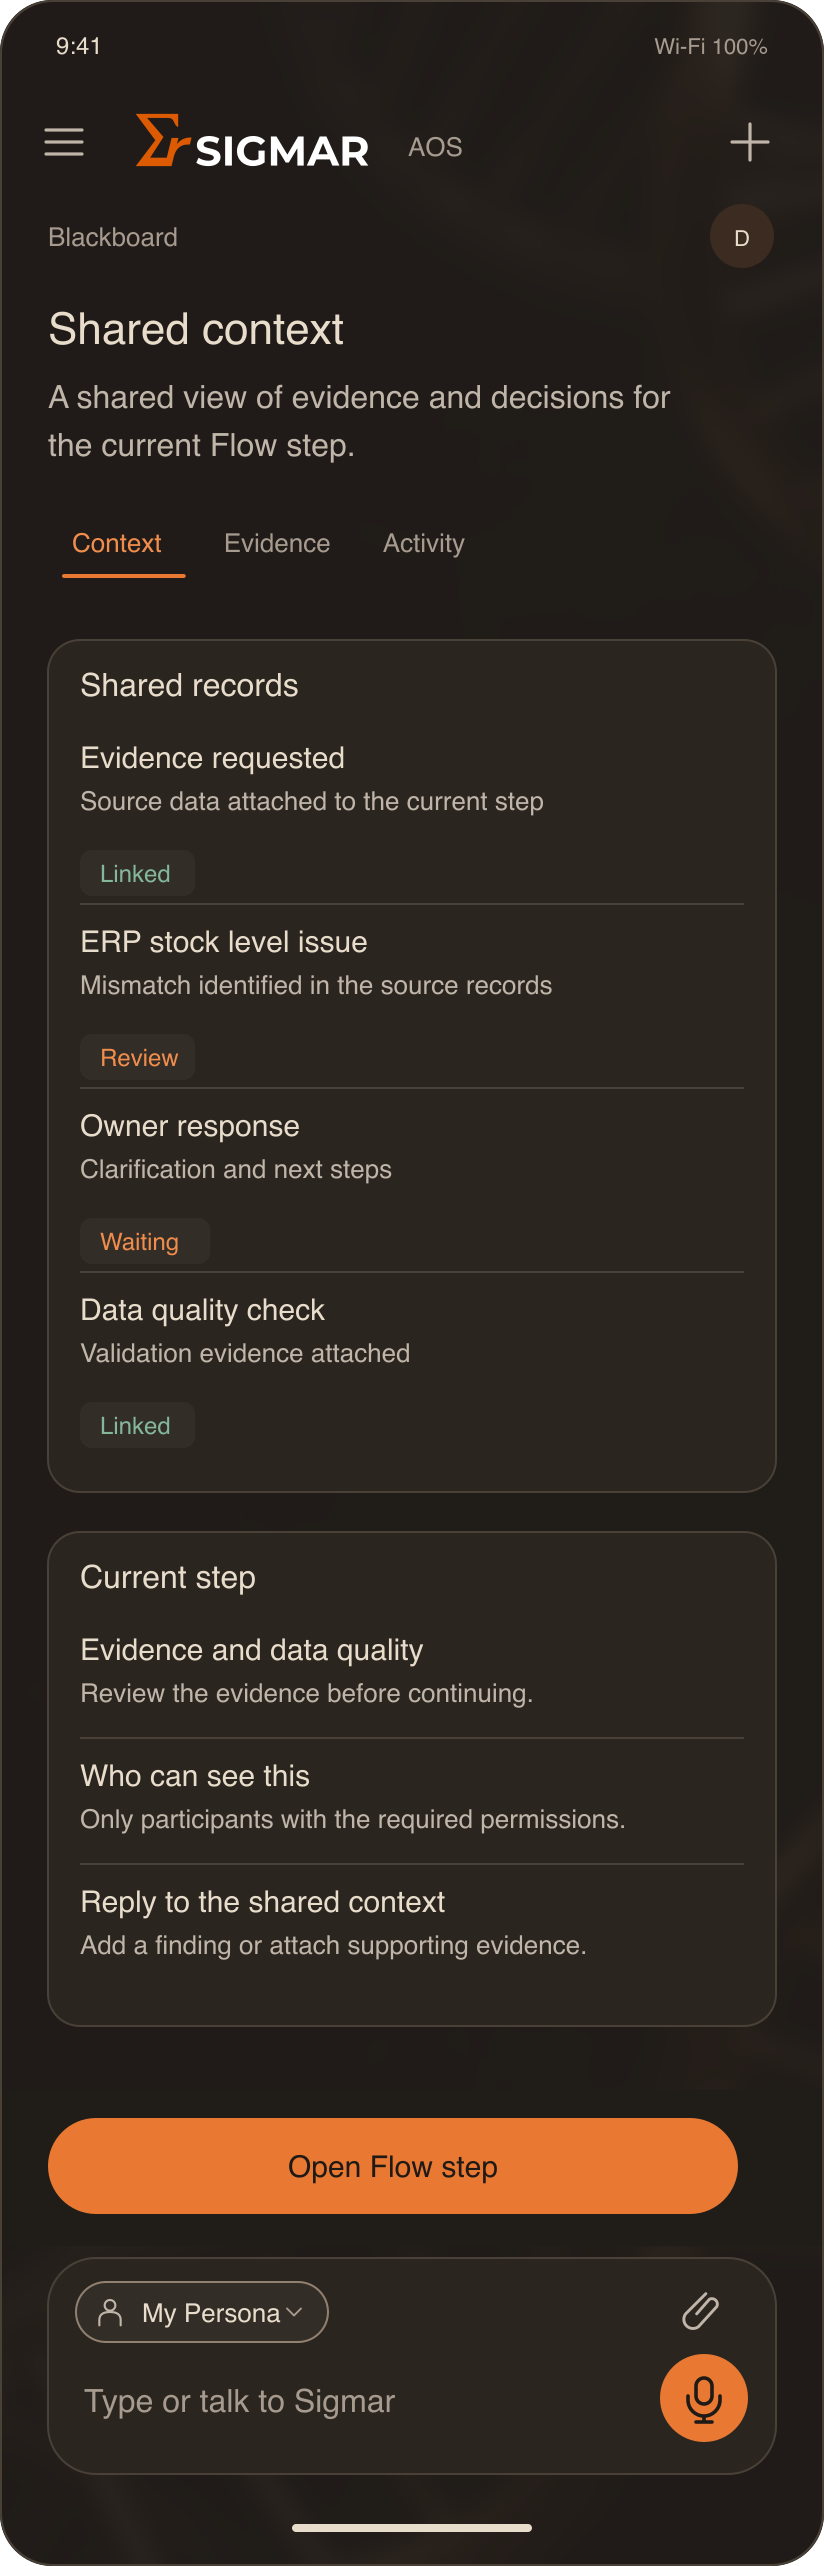 9:41
Wi-Fi 100%
Σr SIGMAR AOS
Blackboard
D
Shared context
A shared view of evidence and decisions for
the current Flow step.
Context Evidence Activity
Shared records
Evidence requested
Source data attached to the current step
Linked
ERP stock level issue
Mismatch identified in the source records
Review
Owner response
Clarification and next steps
Waiting
Data quality check
Validation evidence attached
Linked
Current step
Evidence and data quality
Review the evidence before continuing.
Who can see this
Only participants with the required permissions.
Reply to the shared context
Add a finding or attach supporting evidence.
Open Flow step
My Persona
Type or talk to Sigmar